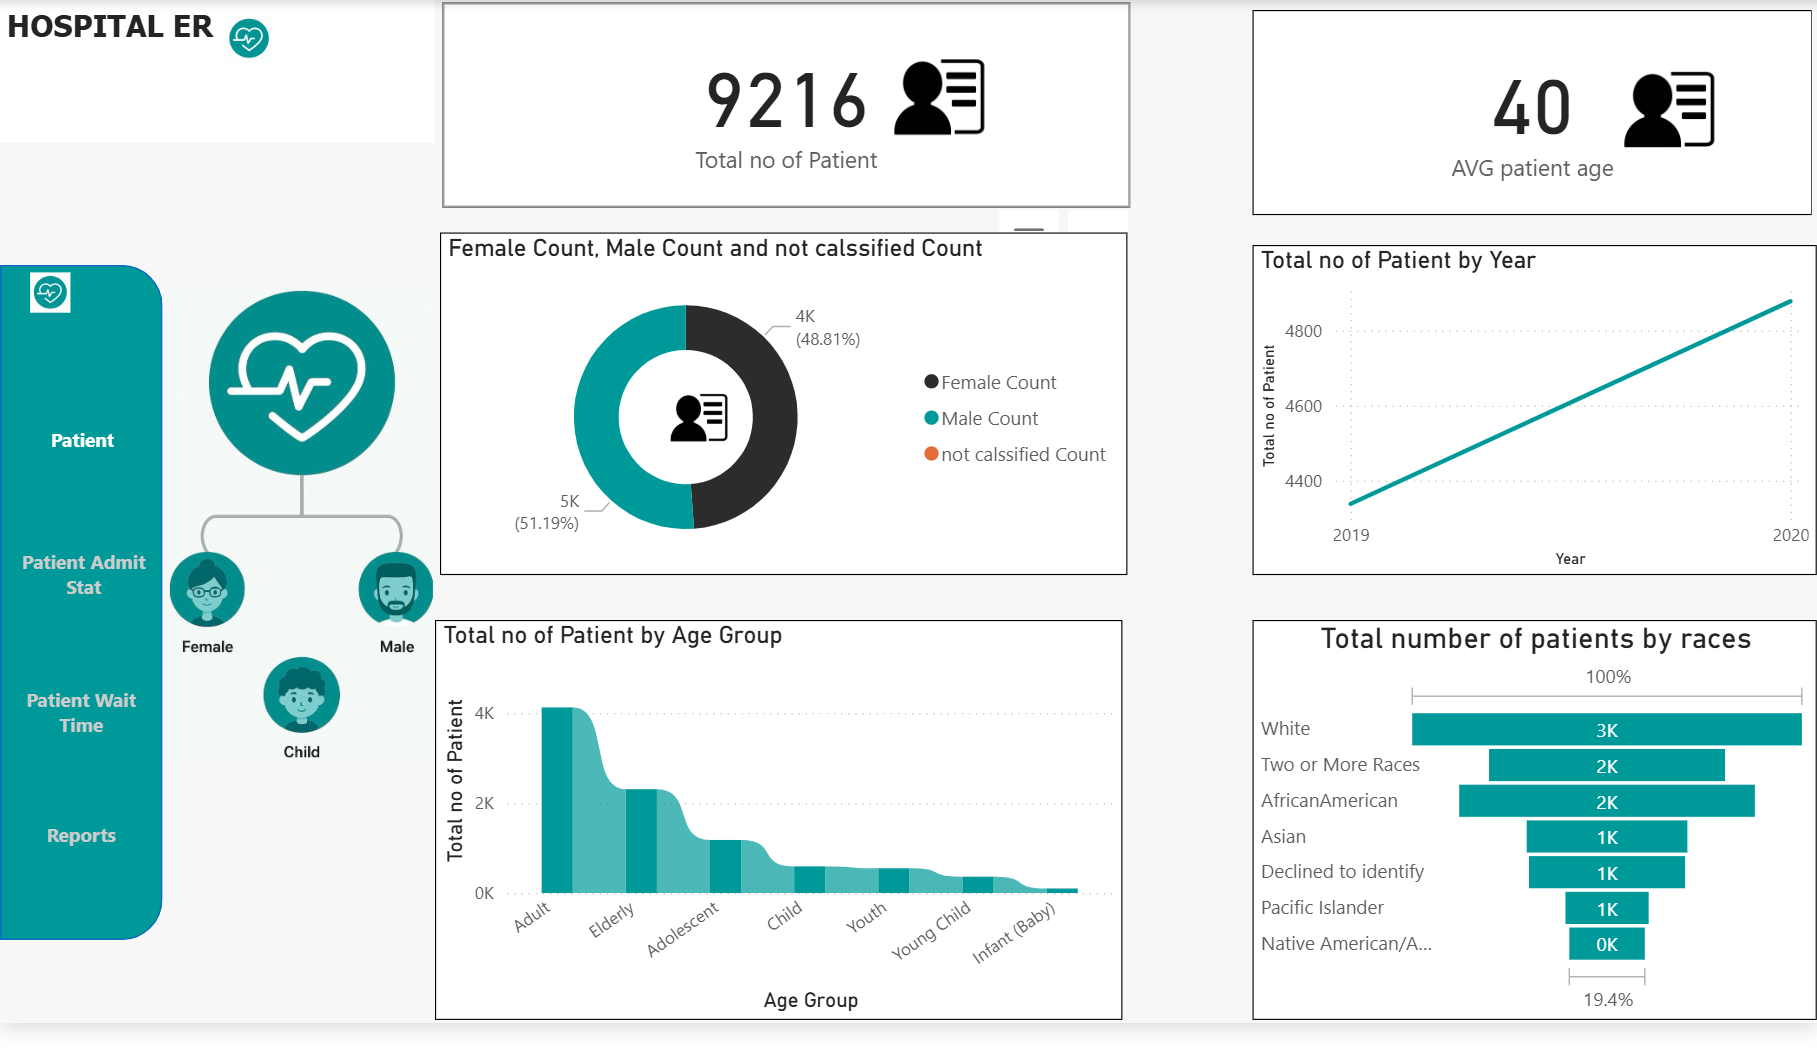 HOSPITAL ER
9216
Total no of Patient
40
AVG patient age
Patient
Patient Admit
Stat
Patient Wait
Time
Reports
Female
Male
Child
Female Count, Male Count and not calssified Count
4K
(48.81%)
5K
(51.19%)
Female Count
Male Count
not calssified Count
Total no of Patient by Year
Total no of Patient
4800
4600
4400
2019
2020
Year
Total no of Patient by Age Group
Total no of Patient
4K
2K
0K
Adult
Elderly
Adolescent
Child
Youth
Young Child
Infant (Baby)
Age Group
Total number of patients by races
100%
White
3K
Two or More Races
2K
AfricanAmerican
2K
Asian
1K
Declined to identify
1K
Pacific Islander
1K
Native American/A...
0K
19.4%